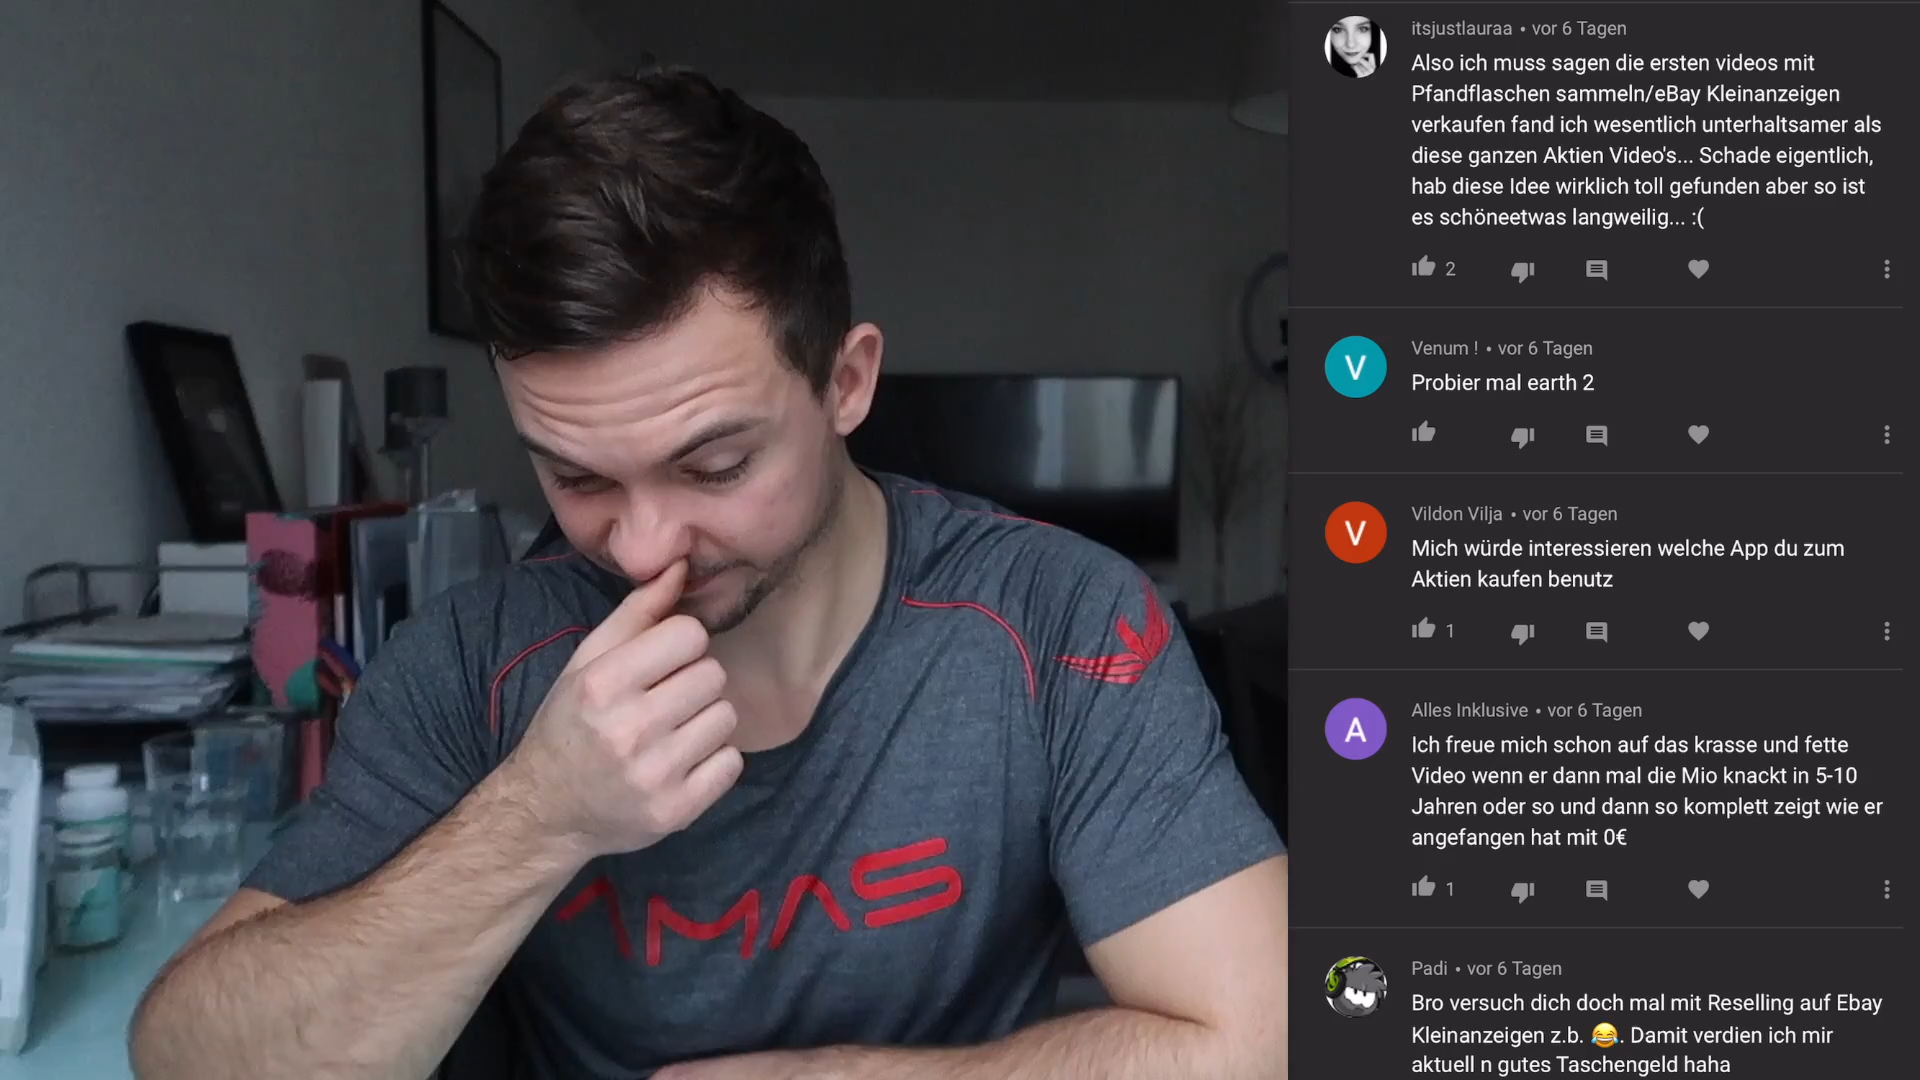 itsjustlauraa • vor 6 Tagen
Also ich muss sagen die ersten videos mit
Pfandflaschen sammeln/eBay Kleinanzeigen
verkaufen fand ich wesentlich unterhaltsamer als
diese ganzen Aktien Video's... Schade eigentlich,
hab diese Idee wirklich toll gefunden aber so ist
es schöneetwas langweilig... :(
2
V
Venum ! • vor 6 Tagen
Probier mal earth 2
V
Vildon Vilja • vor 6 Tagen
Mich würde interessieren welche App du zum
Aktien kaufen benutz
1
A
Alles Inklusive • vor 6 Tagen
Ich freue mich schon auf das krasse und fette
Video wenn er dann mal die Mio knackt in 5-10
Jahren oder so und dann so komplett zeigt wie er
angefangen hat mit 0€
1
Padi • vor 6 Tagen
Bro versuch dich doch mal mit Reselling auf Ebay
Kleinanzeigen z.b. 😂. Damit verdien ich mir
aktuell n gutes Taschengeld haha
AMAS